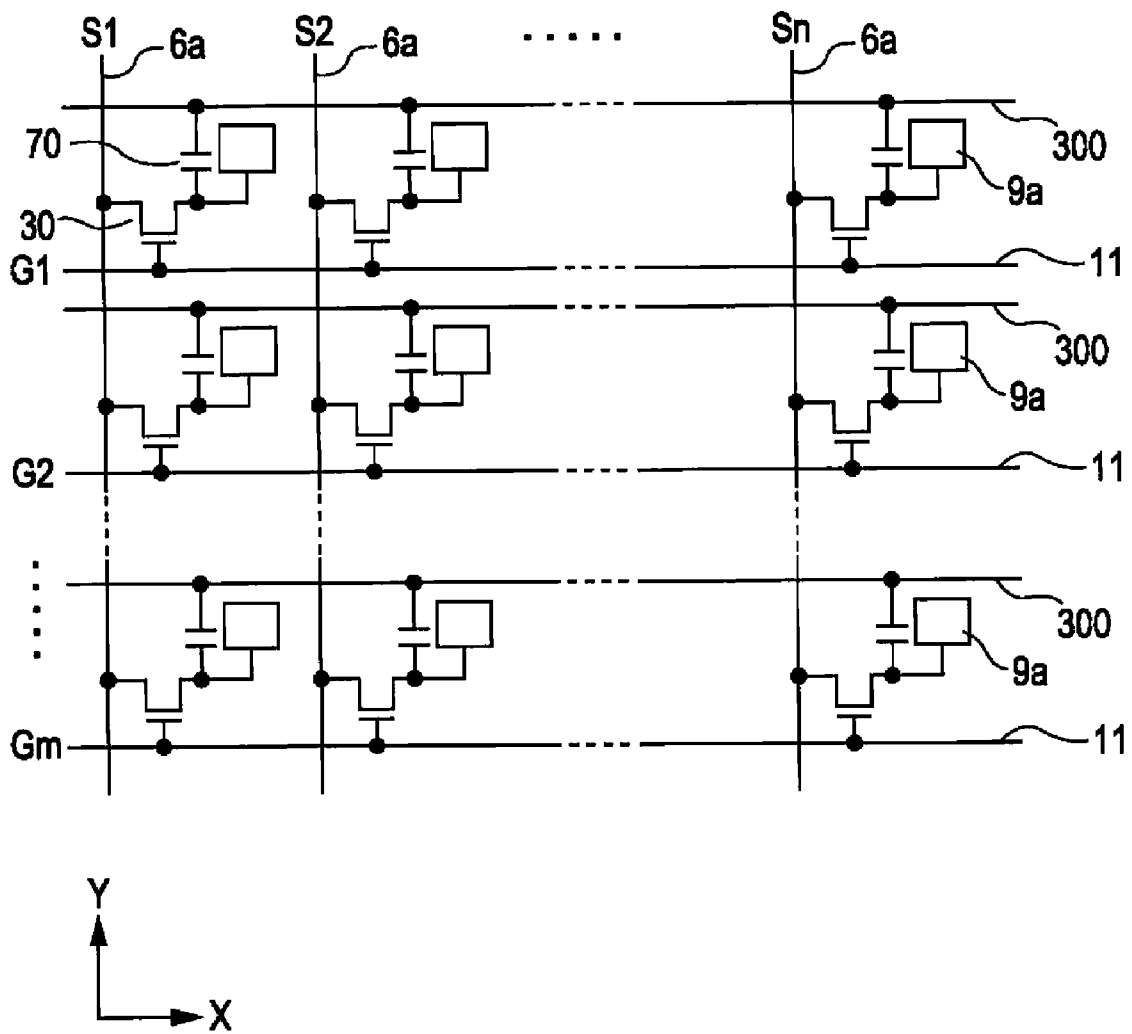 S1 6a S2 6a ..... Sn 6a
70 300
9a
30
G1 11
300
9a
G2 11
300
9a
Gm 11
Y
X